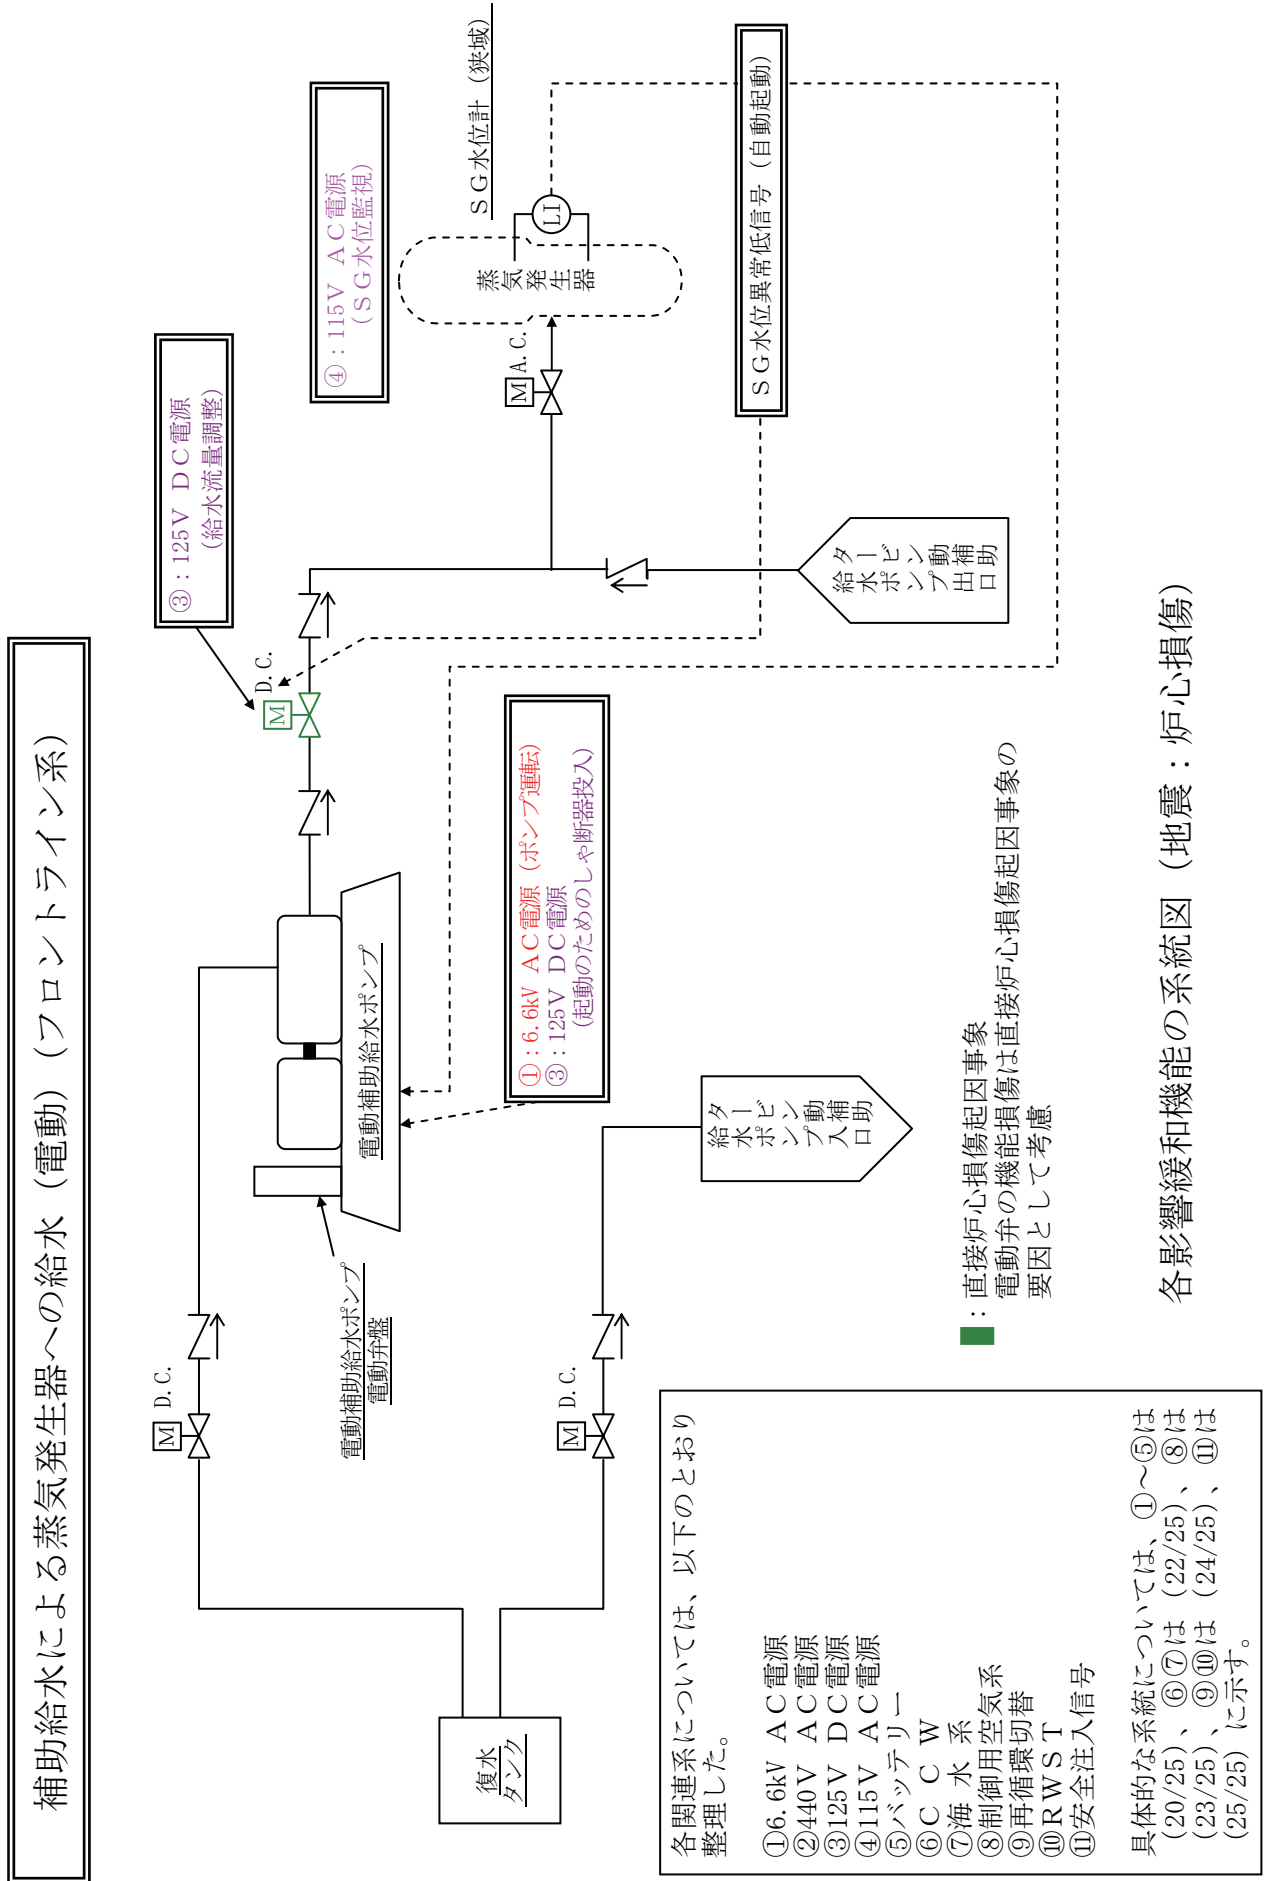 補助給水による蒸気発生器への給水（電動）（フロントライン系）
③：125V DC電源
（給水流量調整）
④：115V AC電源
（SG水位監視）
SG水位計（狭域）
M
D.C.
M
D.C.
M
A.C.
LI
蒸気発生器
電動補助給水ポンプ
電動弁盤
電動補助給水ポンプ
①：6.6kV AC電源（ポンプ運転）
③：125V DC電源
（起動のためのしゃ断器投入）
SG水位異常低信号（自動起動）
復水
タンク
M
D.C.
タービン動補助
給水ポンプ入口
タービン動補助
給水ポンプ出口
各関連系については、以下のとおり
整理した。
①6.6kV AC電源
②440V AC電源
③125V DC電源
④115V AC電源
⑤バッテリー
⑥CCW
⑦海水系
⑧制御用空気系
⑨再循環切替
⑩RWST
⑪安全注入信号
具体的な系統については、①～⑤は
（20/25）、⑥⑦は（22/25）、⑧は
（23/25）、⑨⑩は（24/25）、⑪は
（25/25）に示す。
：直接炉心損傷起因事象
電動弁の機能損傷は直接炉心損傷起因事象の
要因として考慮
各影響緩和機能の系統図（地震：炉心損傷）